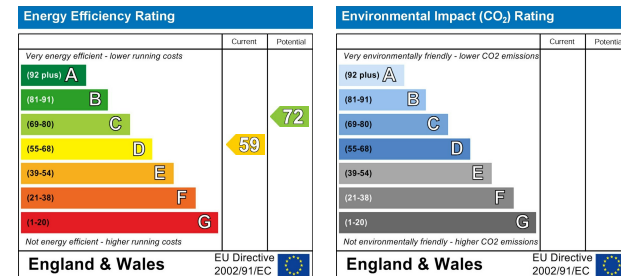 Energy Efficiency Rating
Current Potential
Very energy efficient - lower running costs
(92 plus) A
(81-91) B
(69-80) C
(55-68) D
(39-54) E
(21-38) F
(1-20) G
59
72
Not energy efficient - higher running costs
England & Wales
EU Directive
2002/91/EC
Environmental Impact (CO₂) Rating
Current Potentia
Very environmentally friendly - lower CO2 emissions
(92 plus) A
(81-91) B
(69-80) C
(55-68) D
(39-54) E
(21-38) F
(1-20) G
Not environmentally friendly - higher CO2 emissions
England & Wales
EU Directive
2002/91/EC